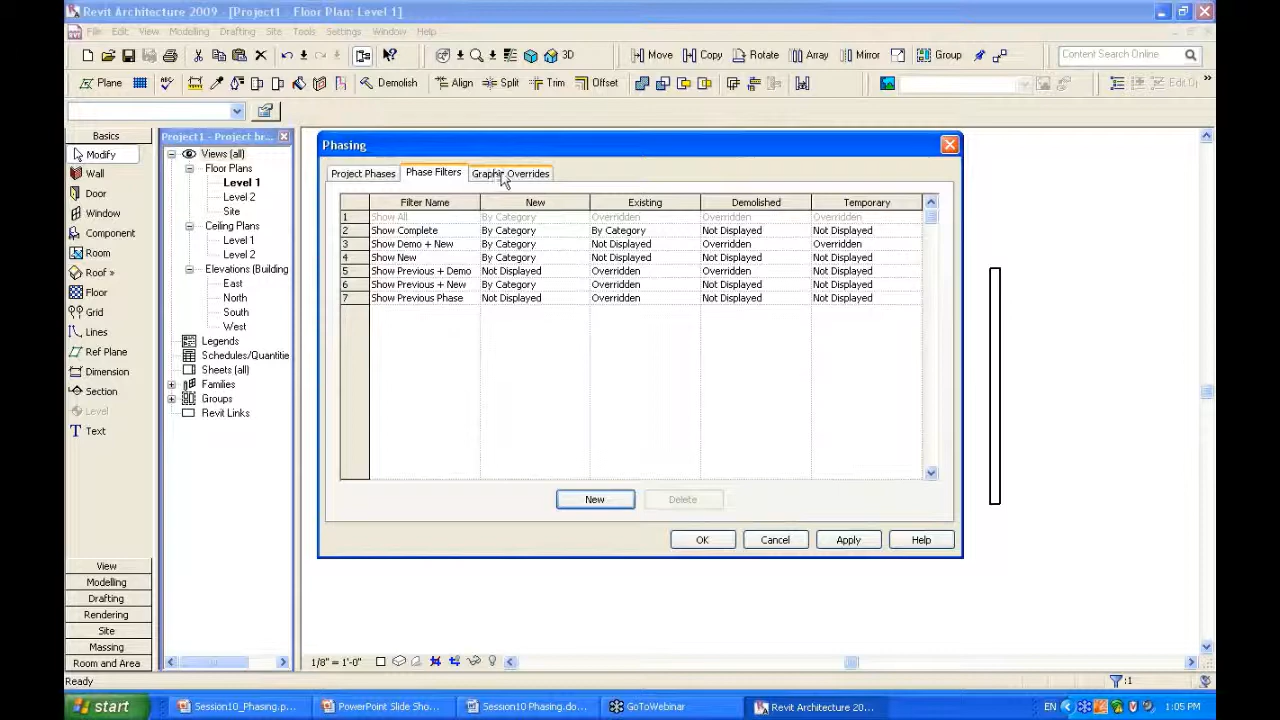 Revit Architecture 2009 - [Project1 - Floor Plan: Level 1]
File Edit View Modelling Drafting Site Tools Settings Window Help
3D Move Copy Rotate Array Mirror Group Content Search Online
Plane Demolish Align Split Trim Offset
Basics
Modify
Wall
Door
Window
Component
Room
Roof »
Floor
Grid
Lines
Ref Plane
Dimension
Section
Level
Text
View
Modelling
Drafting
Rendering
Site
Massing
Room and Area
Project1 - Project br...
Views (all)
Floor Plans
Level 1
Level 2
Site
Ceiling Plans
Level 1
Level 2
Elevations (Building
East
North
South
West
Legends
Schedules/Quantitie
Sheets (all)
Families
Groups
Revit Links
Phasing
Project Phases Phase Filters Graphic Overrides
Filter Name New Existing Demolished Temporary
1 Show All By Category Overridden Overridden Overridden
2 Show Complete By Category By Category Not Displayed Not Displayed
3 Show Demo + New By Category Not Displayed Overridden Overridden
4 Show New By Category Not Displayed Not Displayed Not Displayed
5 Show Previous + Demo Not Displayed Overridden Overridden Not Displayed
6 Show Previous + New By Category Overridden Not Displayed Not Displayed
7 Show Previous Phase Not Displayed Overridden Not Displayed Not Displayed
New Delete
OK Cancel Apply Help
1/8" = 1'-0"
Ready :1
start Session10_Phasing.p... PowerPoint Slide Sho... Session10 Phasing.do... GoToWebinar Revit Architecture 20... EN 1:05 PM